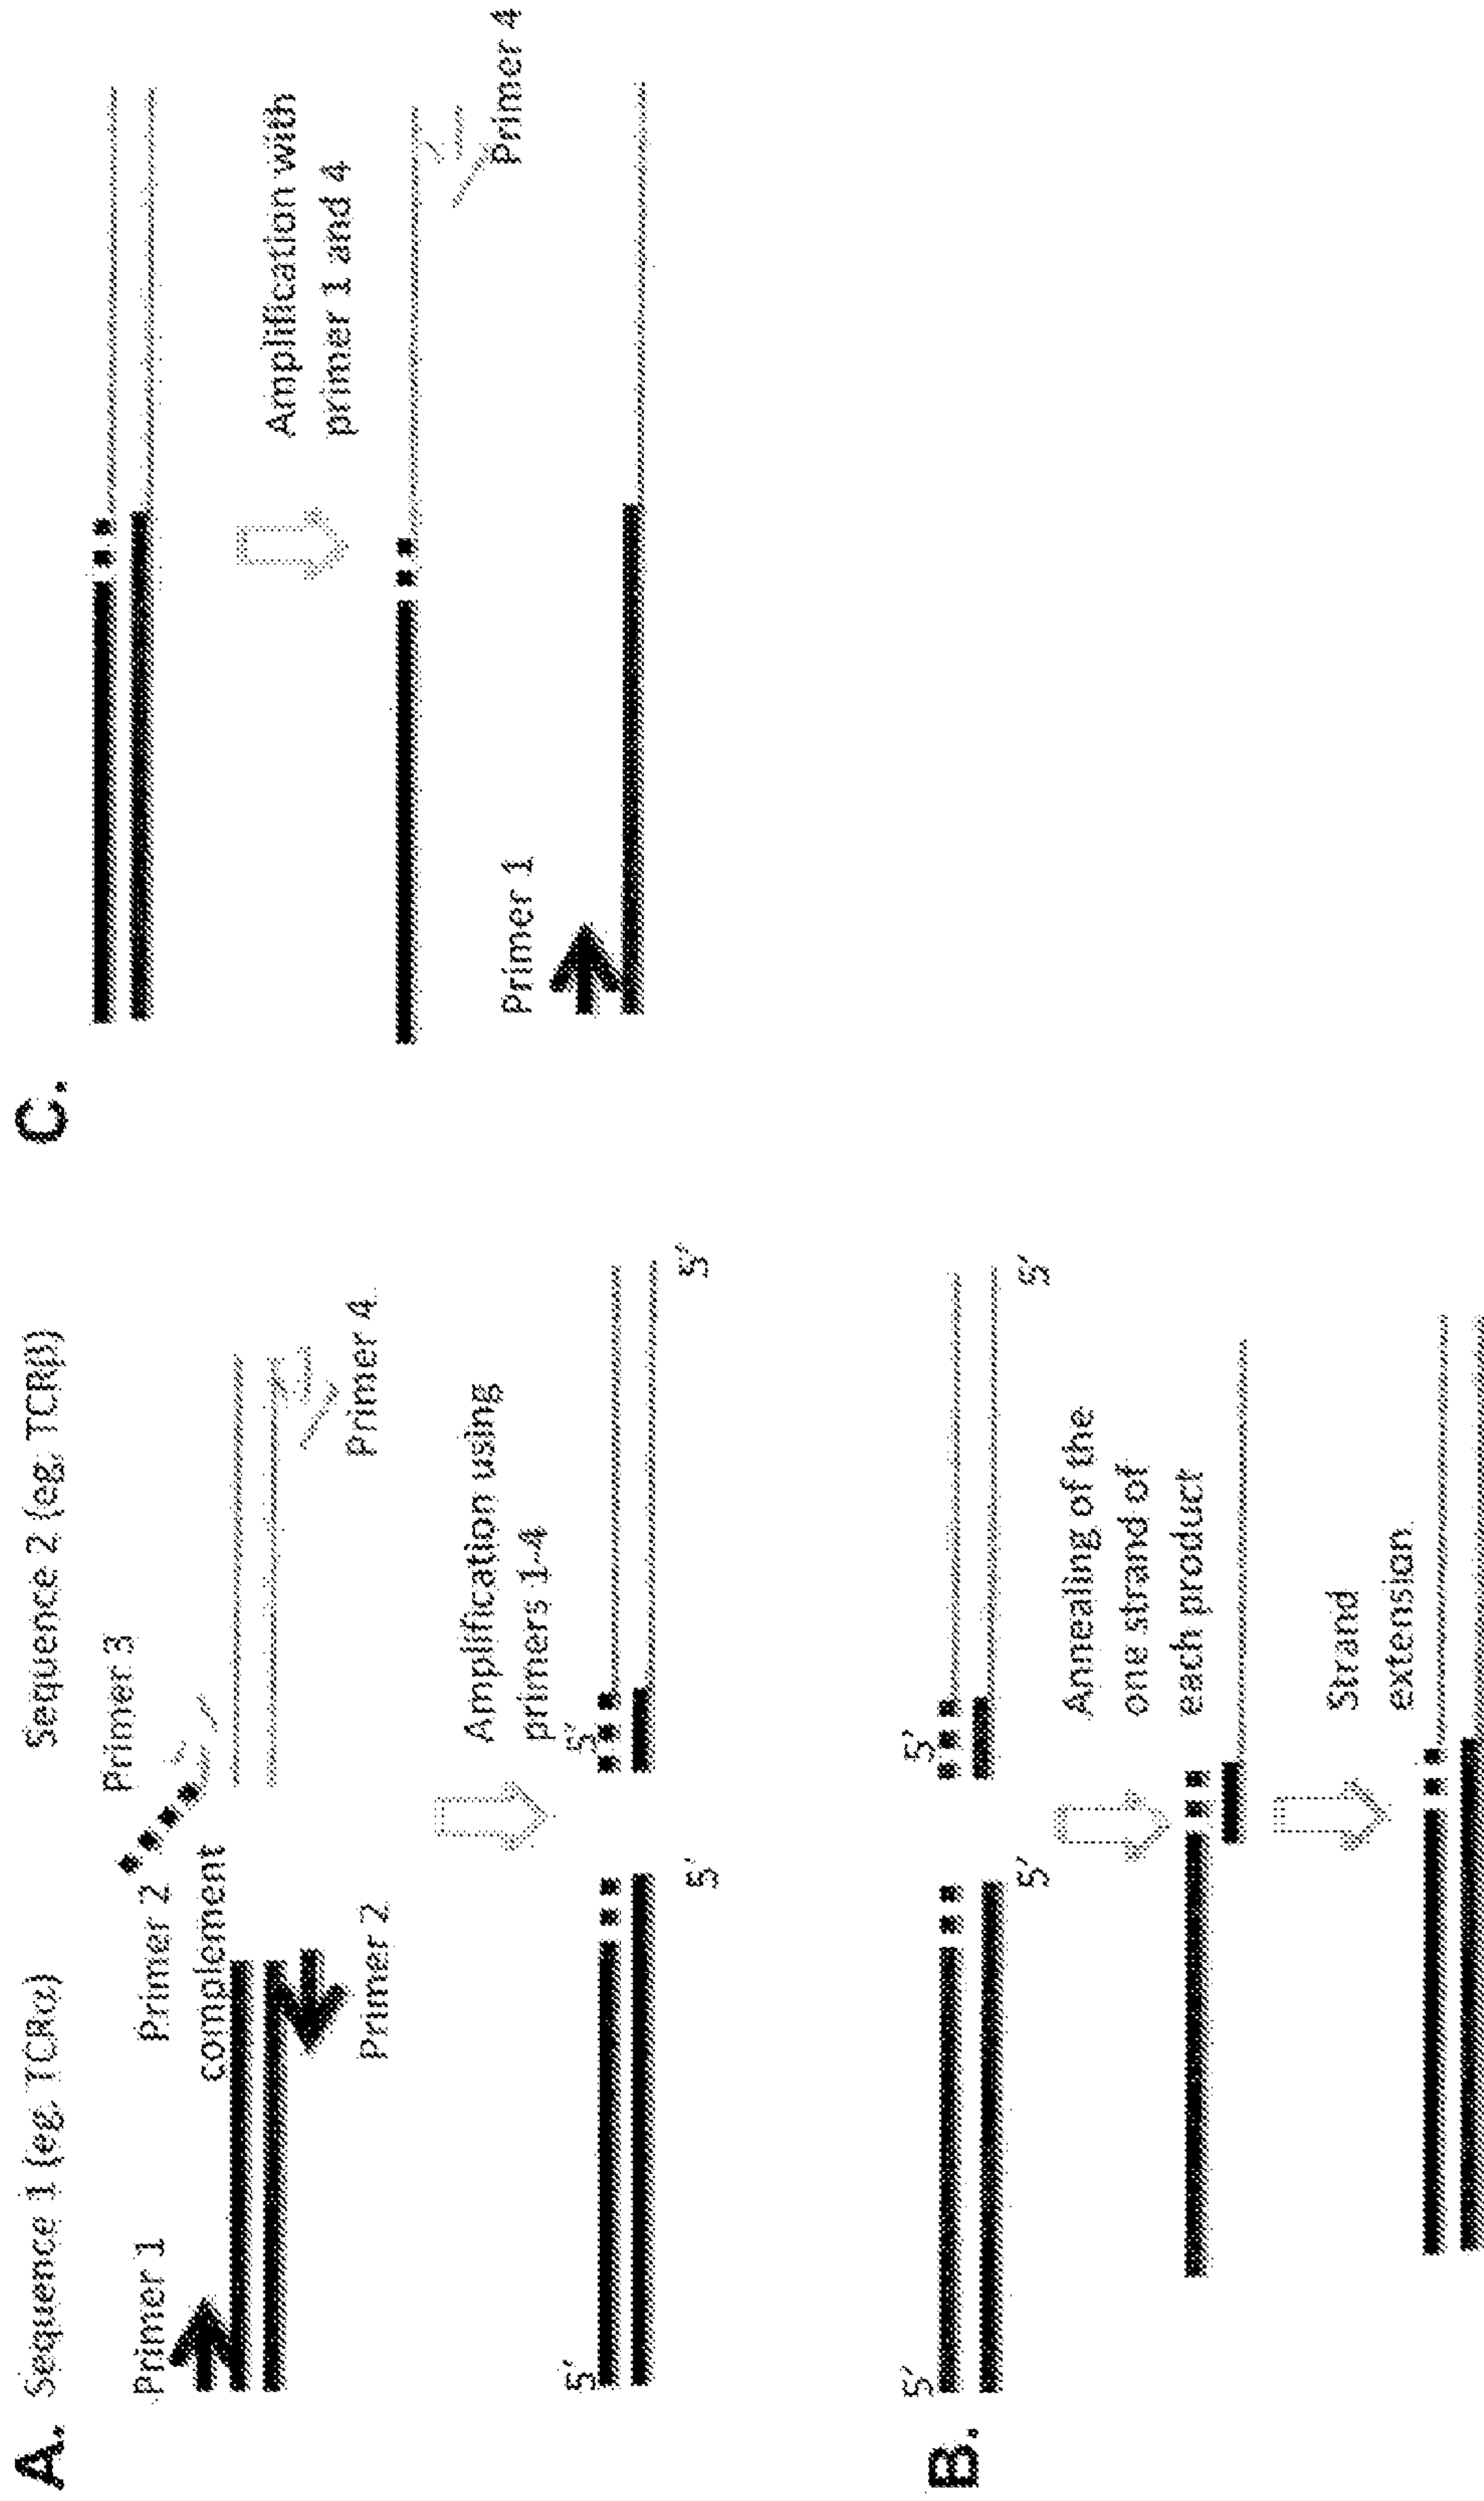 A.
Sequence 1 (eg, TCRα)
Sequence 2 (eg, TCRβ)
Primer 1
Primer 2
complement
Primer 3
Primer 2
Primer 4
Amplification using
primers 1-4
5'
5'
5'
5'
B.
5'
5'
5'
5'
Annealing of the
one strand of
each product
Strand
extension
C.
Amplification with
primer 1 and 4
Primer 4
Primer 1